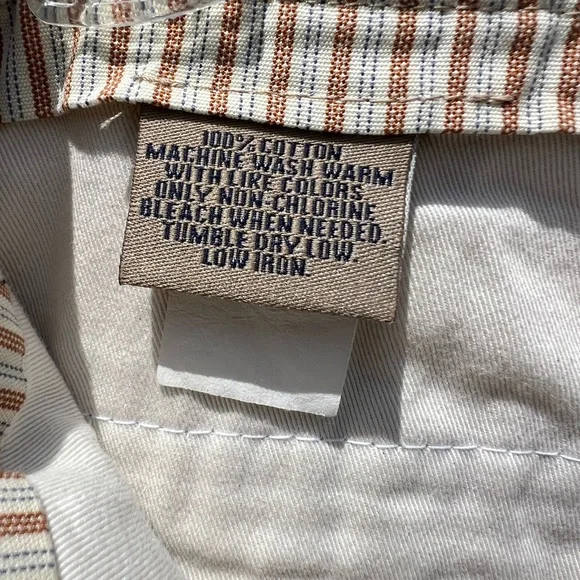 100% COTTON
MACHINE WASH WARM
WITH LIKE COLORS.
ONLY NON-CHLORINE
BLEACH WHEN NEEDED.
TUMBLE DRY LOW.
LOW IRON.